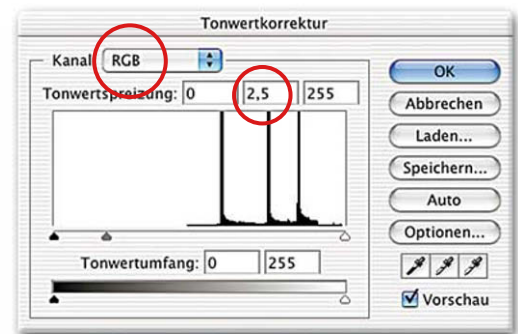 Tonwertkorrektur
Kanal: RGB
Tonwertspreizung: 0 2,5 255
Tonwertumfang: 0 255
OK
Abbrechen
Laden...
Speichern...
Auto
Optionen...
Vorschau